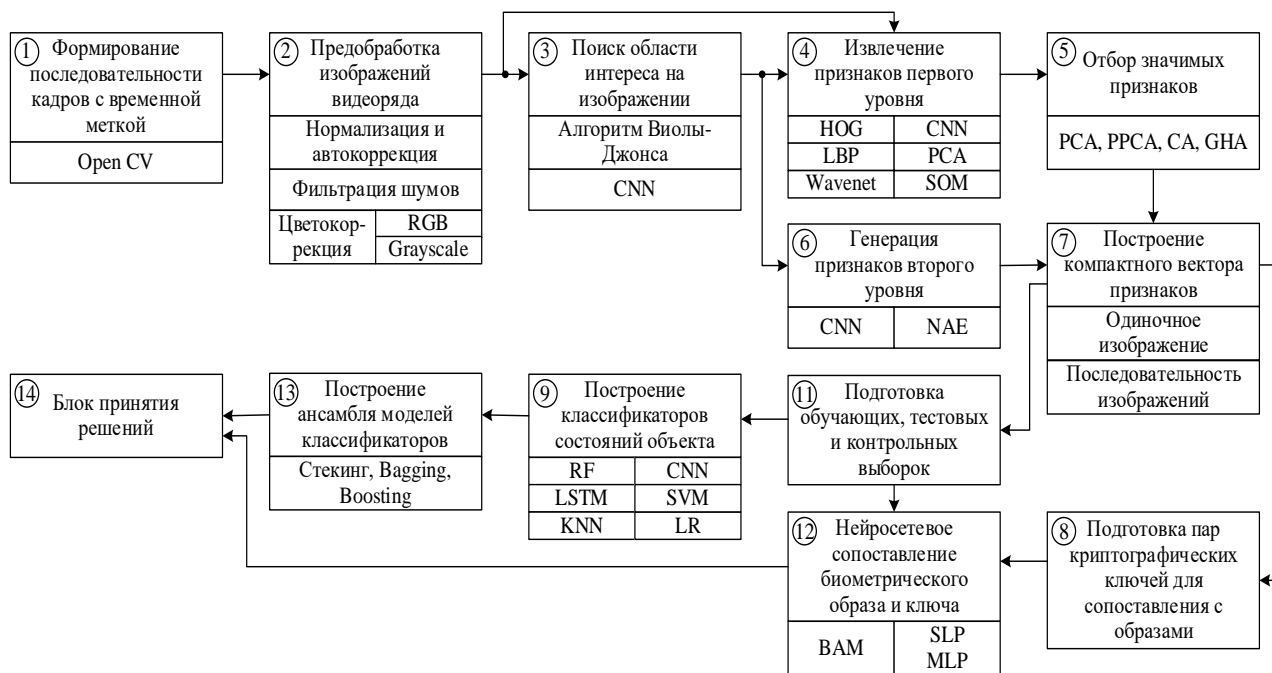 1
Формирование
последовательности
кадров с временной
меткой
Open CV
2
Предобработка
изображений
видеоряда
Нормализация и
автокоррекция
Фильтрация шумов
Цветокор-
рекция
RGB
Grayscale
3
Поиск области
интереса на
изображении
Алгоритм Виолы-
Джонса
CNN
4
Извлечение
признаков первого
уровня
HOG
CNN
LBP
PCA
Wavenet
SOM
5
Отбор значимых
признаков
PCA, PPCA, CA, GHA
6
Генерация
признаков второго
уровня
CNN
NAE
7
Построение
компактного вектора
признаков
Одиночное
изображение
Последовательность
изображений
14
Блок принятия
решений
13
Построение
ансамбля моделей
классификаторов
Стекинг, Bagging,
Boosting
9
Построение
классификаторов
состояний объекта
RF
CNN
LSTM
SVM
KNN
LR
11
Подготовка
обучающих, тестовых
и контрольных
выборок
12
Нейросетевое
сопоставление
биометрического
образа и ключа
BAM
SLP
MLP
8
Подготовка пар
криптографических
ключей для
сопоставления с
образами